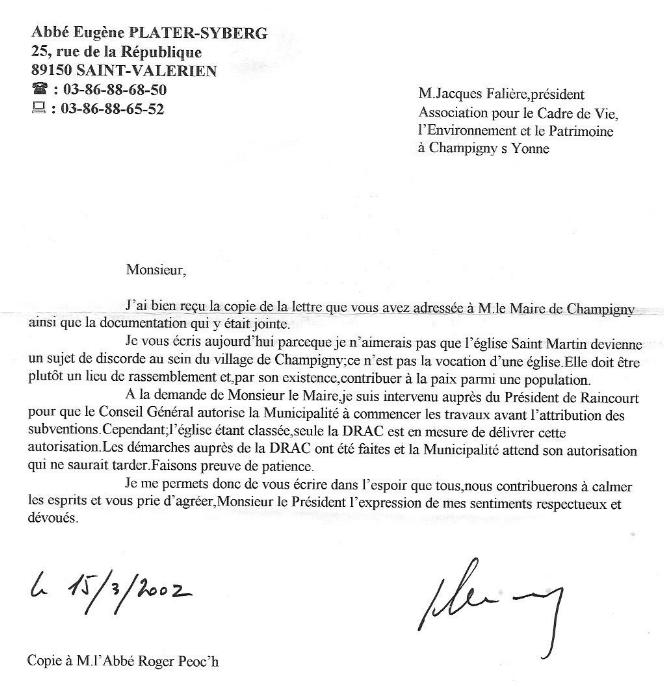 Abbé Eugène PLATER-SYBERG
25, rue de la République
89150 SAINT-VALERIEN
☎ : 03-86-88-68-50
💻 : 03-86-88-65-52
M.Jacques Falière,président
Association pour le Cadre de Vie,
l'Environnement et le Patrimoine
à Champigny s Yonne
Monsieur,
J'ai bien reçu la copie de la lettre que vous avez adressée à M.le Maire de Champigny
ainsi que la documentation qui y était jointe.
Je vous écris aujourd'hui parceque je n'aimerais pas que l'église Saint Martin devienne
un sujet de discorde au sein du village de Champigny;ce n'est pas la vocation d'une église.Elle doit être
plutôt un lieu de rassemblement et,par son existence,contribuer à la paix parmi une population.
A la demande de Monsieur le Maire,je suis intervenu auprès du Président de Raincourt
pour que le Conseil Général autorise la Municipalité à commencer les travaux avant l'attribution des
subventions.Cependant;l'église étant classée,seule la DRAC est en mesure de délivrer cette
autorisation.Les démarches auprès de la DRAC ont été faites et la Municipalité attend son autorisation
qui ne saurait tarder.Faisons preuve de patience.
Je me permets donc de vous écrire dans l'espoir que tous,nous contribuerons à calmer
les esprits et vous prie d'agréer,Monsieur le Président l'expression de mes sentiments respectueux et
dévoués.
le 15/3/2002
Copie à M.l'Abbé Roger Peoc'h